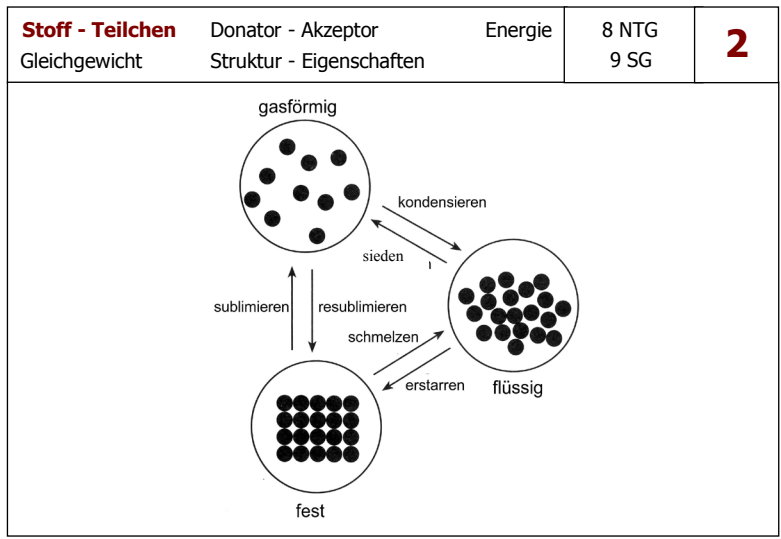 Stoff - Teilchen Donator - Akzeptor Energie 8 NTG 2
Gleichgewicht Struktur - Eigenschaften 9 SG
gasförmig
kondensieren
sieden
sublimieren resublimieren
schmelzen
erstarren
flüssig
fest